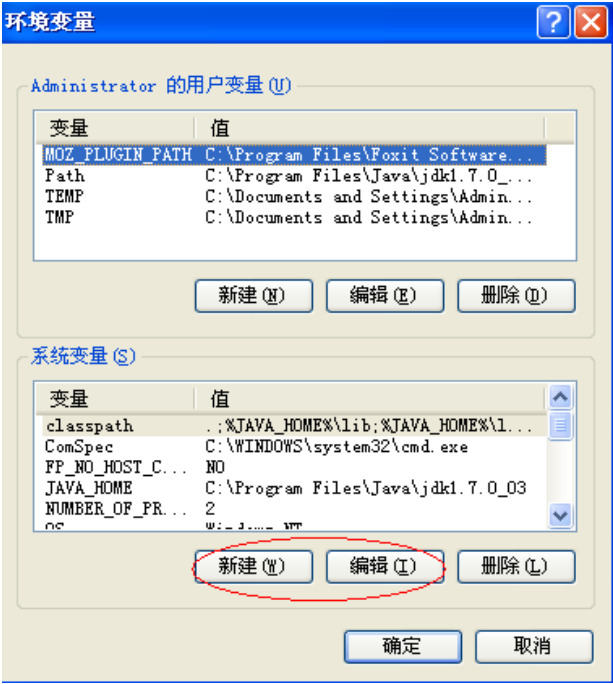 环境变量
Administrator 的用户变量(U)
变量 值
MOZ_PLUGIN_PATH C:\Program Files\Foxit Software...
Path C:\Program Files\Java\jdk1.7.0_...
TEMP C:\Documents and Settings\Admin...
TMP C:\Documents and Settings\Admin...
新建(N) 编辑(E) 删除(D)
系统变量(S)
变量 值
classpath .;%JAVA_HOME%\lib;%JAVA_HOME%\l...
ComSpec C:\WINDOWS\system32\cmd.exe
FP_NO_HOST_C... NO
JAVA_HOME C:\Program Files\Java\jdk1.7.0_03
NUMBER_OF_PR... 2
OS Windows_NT
新建(W) 编辑(I) 删除(L)
确定 取消